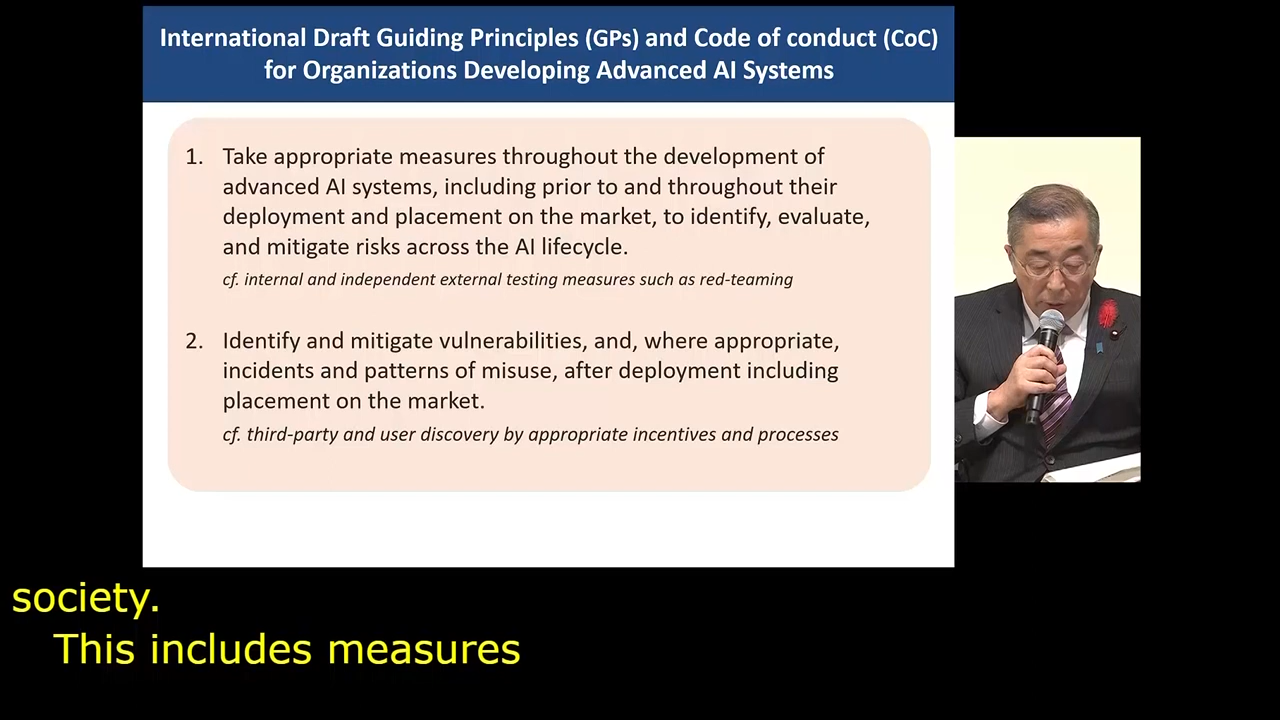 International Draft Guiding Principles (GPs) and Code of conduct (CoC)
for Organizations Developing Advanced AI Systems
1. Take appropriate measures throughout the development of
advanced AI systems, including prior to and throughout their
deployment and placement on the market, to identify, evaluate,
and mitigate risks across the AI lifecycle.
cf. internal and independent external testing measures such as red-teaming
2. Identify and mitigate vulnerabilities, and, where appropriate,
incidents and patterns of misuse, after deployment including
placement on the market.
cf. third-party and user discovery by appropriate incentives and processes
society.
This includes measures